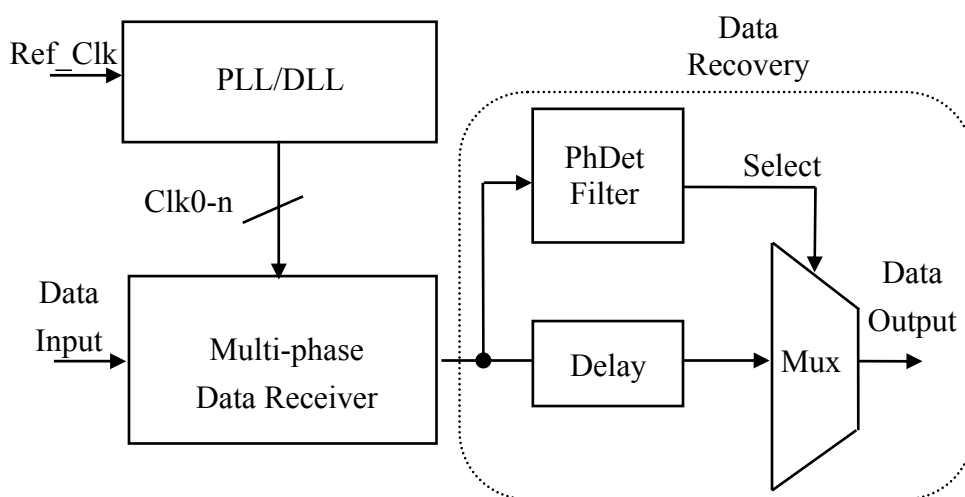 Ref_Clk
PLL/DLL
Clk0-n
Data
Input
Multi-phase
Data Receiver
Data
Recovery
PhDet
Filter
Select
Delay
Mux
Data
Output